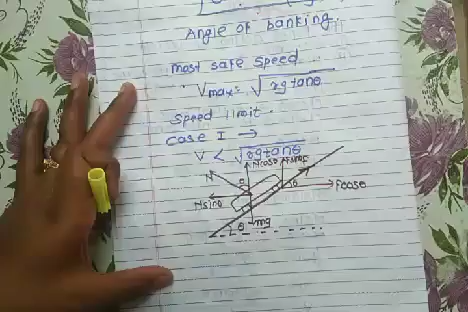 Angle of banking.
most safe speed
Vmax = √rg tanθ
speed limit.
case I →
V < √rg tanθ
Ncosθ
N
θ
Fcosθ
Nsinθ
θ
mg